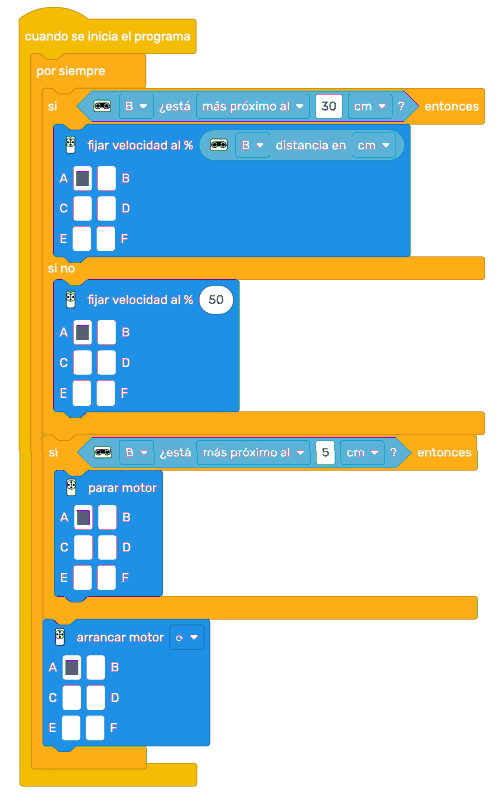 cuando se inicia el programa
por siempre
si B ¿está más próximo al 30 cm ? entonces
fijar velocidad al % B distancia en cm
A B
C D
E F
si no
fijar velocidad al % 50
A B
C D
E F
si B ¿está más próximo al 5 cm ? entonces
parar motor
A B
C D
E F
arrancar motor
A B
C D
E F